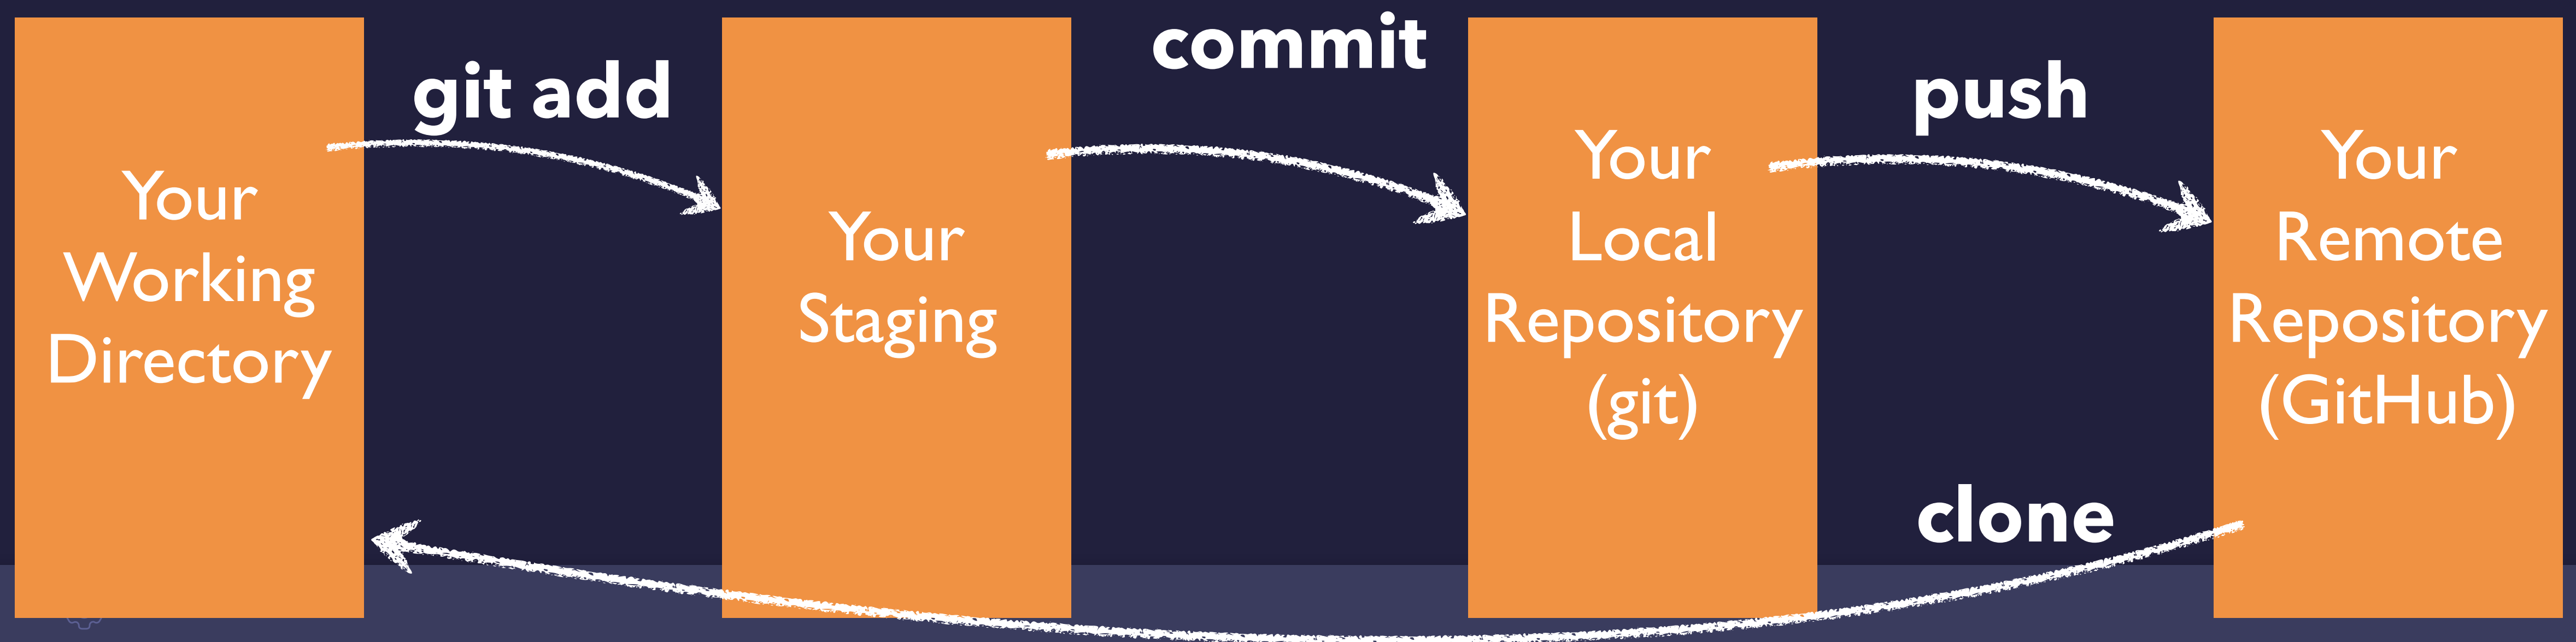 git add
commit
push
Your
Working
Directory
Your
Staging
Your
Local
Repository
(git)
Your
Remote
Repository
(GitHub)
clone